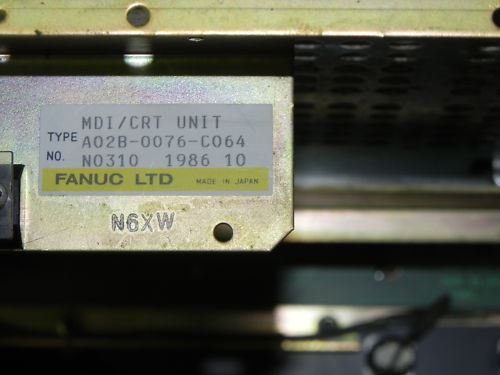 MDI/CRT UNIT
TYPE A02B-0076-C064
NO. N0310 1986 10
FANUC LTD MADE IN JAPAN
N6XW